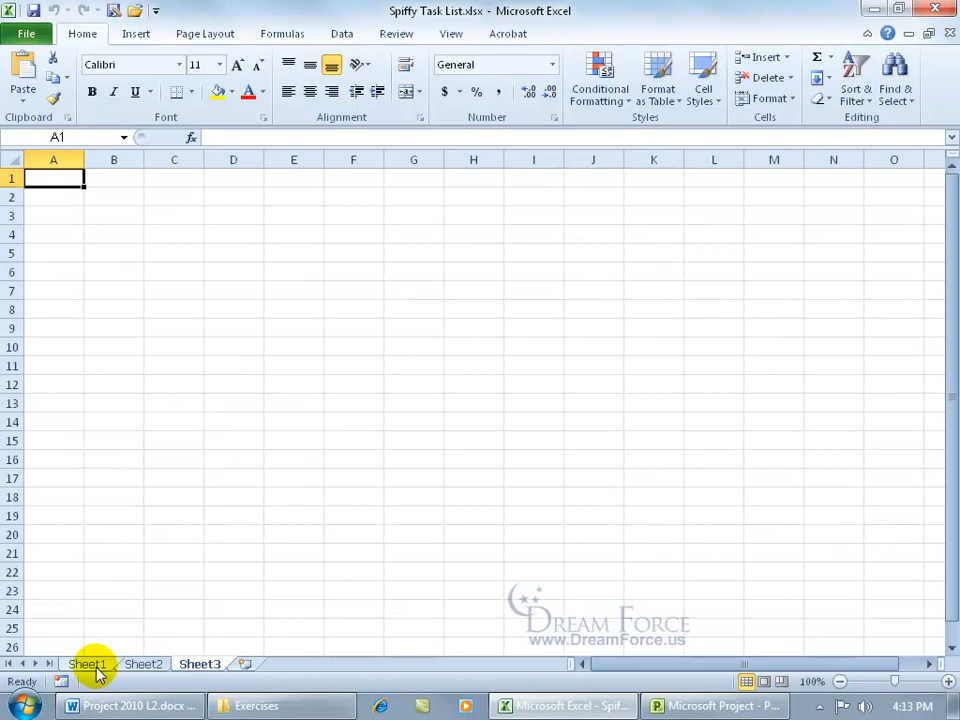 Spiffy Task List.xlsx - Microsoft Excel
File Home Insert Page Layout Formulas Data Review View Acrobat
Calibri 11 General Insert Σ
Paste B I U A $ % , Conditional Formatting Format as Table Cell Styles Delete Format Sort & Filter Find & Select
Font Alignment Number Styles Cells Editing
A1 fx
A B C D E F G H I J K L M N O
1
2
3
4
5
6
7
8
9
10
11
12
13
14
15
16
17
18
19
20
21
22
23
24
25
26
DREAM FORCE
www.DreamForce.us
Sheet1 Sheet2 Sheet3
Ready 100%
Project 2010 L2.docx ... Exercises Microsoft Excel - Spif... Microsoft Project - P... 4:13 PM